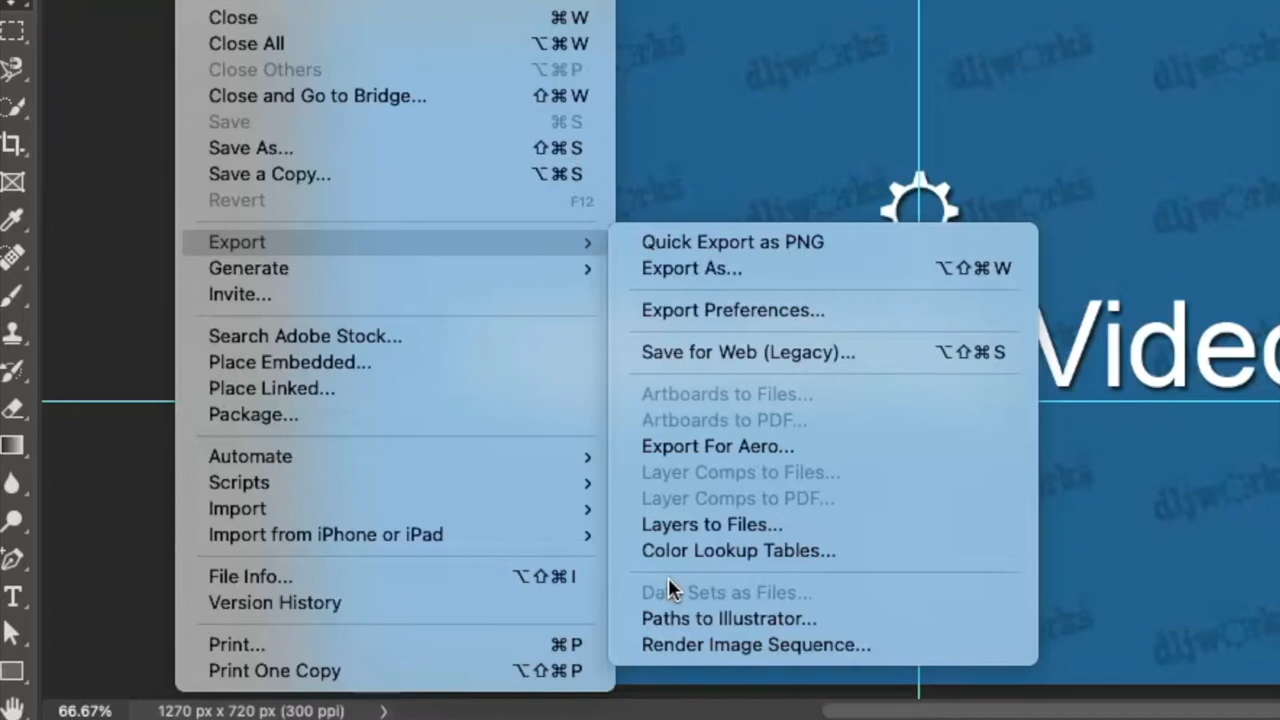 Close ⌘W
Close All ⌥⌘W
Close Others ⌥⌘P
Close and Go to Bridge... ⇧⌘W
Save ⌘S
Save As... ⇧⌘S
Save a Copy... ⌥⌘S
Revert F12
Export >
Generate >
Invite...
Search Adobe Stock...
Place Embedded...
Place Linked...
Package...
Automate >
Scripts >
Import >
Import from iPhone or iPad >
File Info... ⌥⇧⌘I
Version History
Print... ⌘P
Print One Copy ⌥⇧⌘P
Quick Export as PNG
Export As... ⌥⇧⌘W
Export Preferences...
Save for Web (Legacy)... ⌥⇧⌘S
Artboards to Files...
Artboards to PDF...
Export For Aero...
Layer Comps to Files...
Layer Comps to PDF...
Layers to Files...
Color Lookup Tables...
Sets as Files...
Paths to Illustrator...
Render Image Sequence...
dljworks dljworks dljworks
Video
T
66.67% 1270 px x 720 px (300 ppi) >